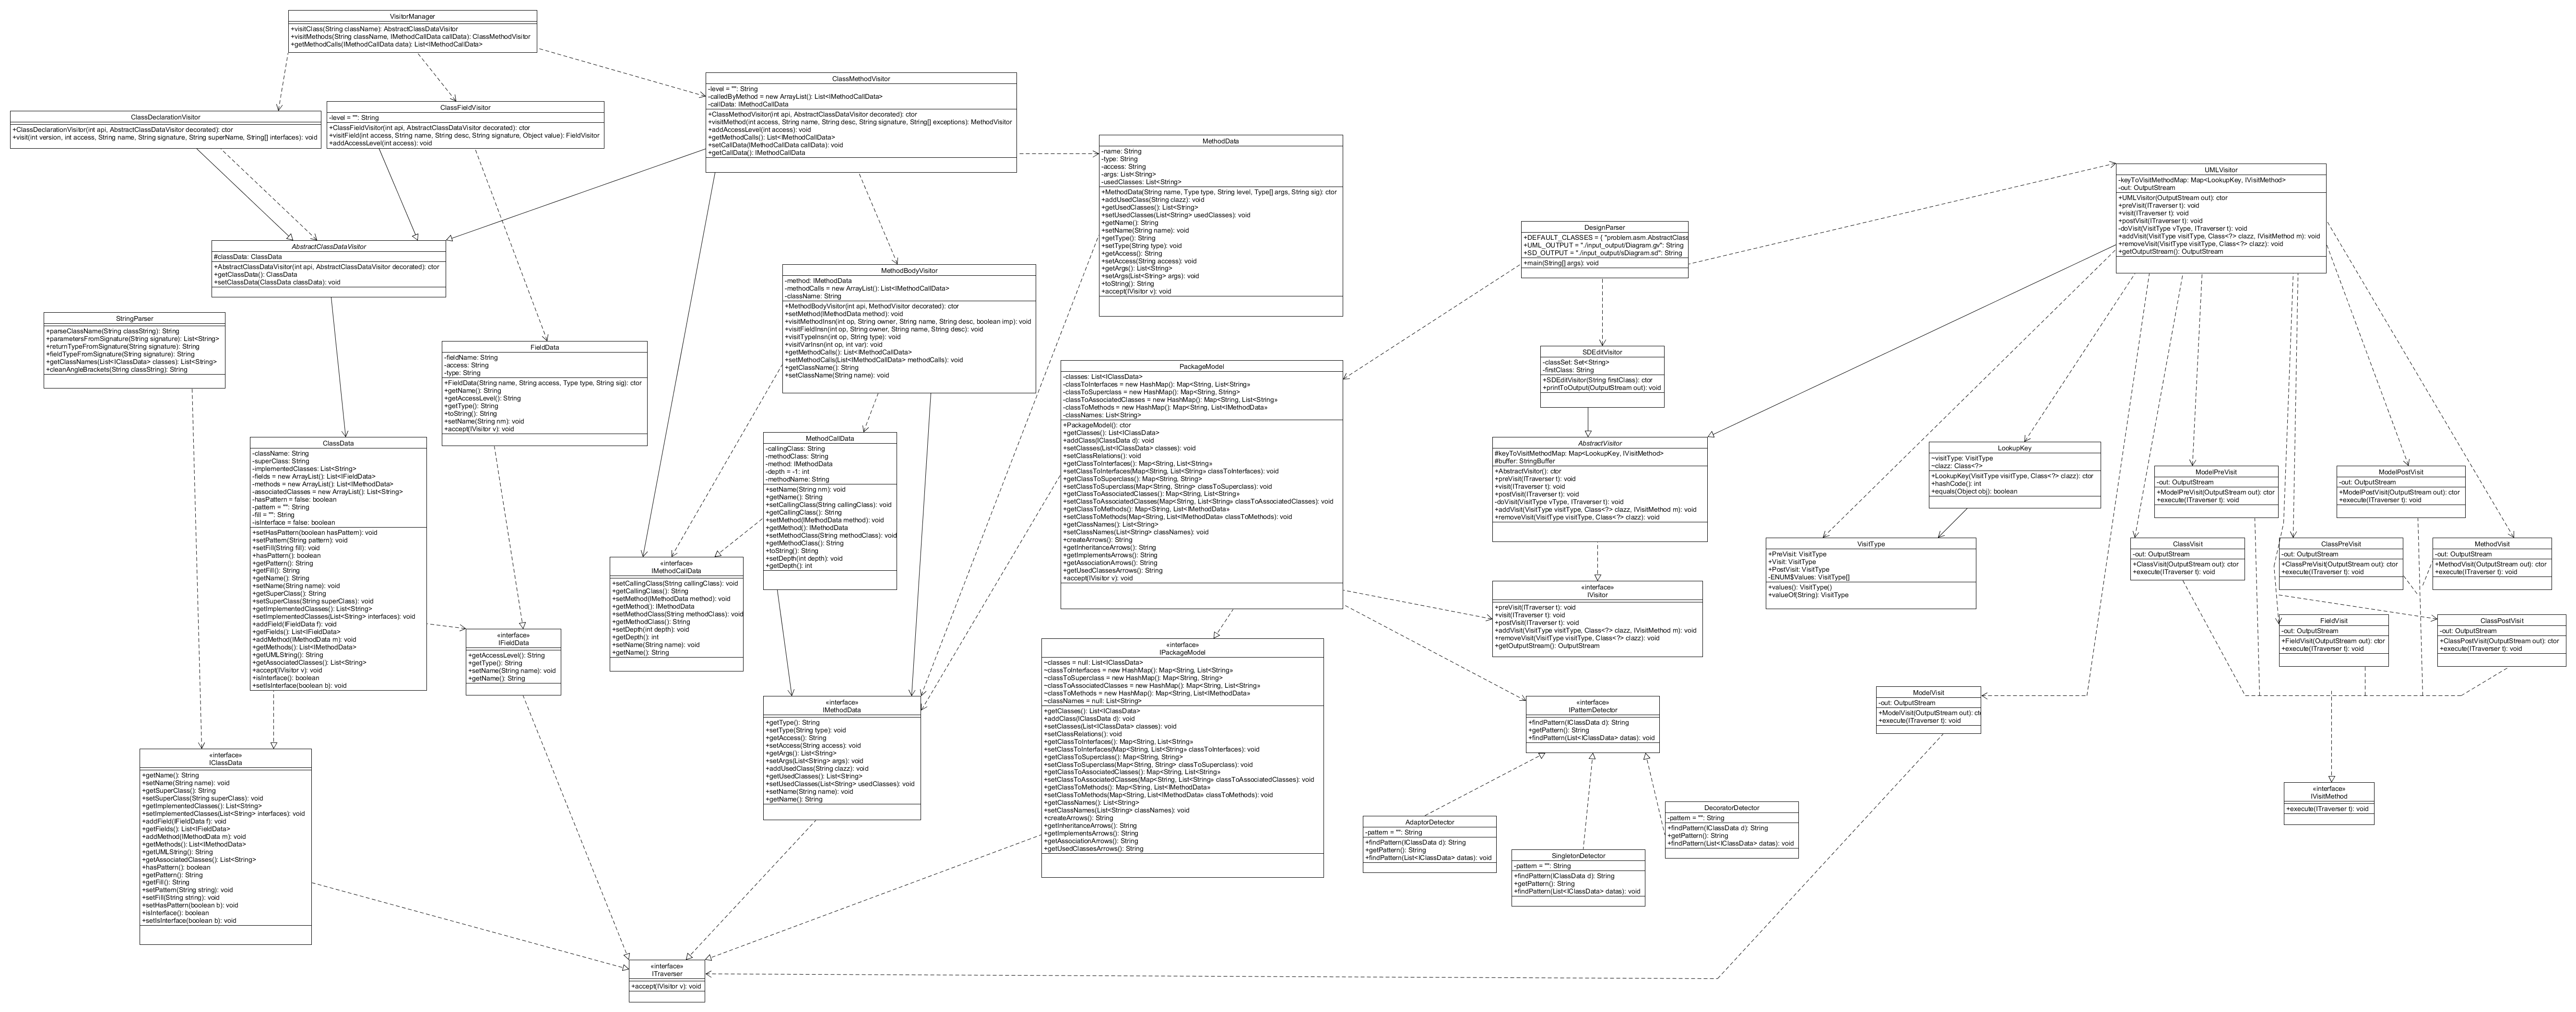 VisitorManager
+visitClass(String className): AbstractClassDataVisitor
+visitMethods(String className, IMethodCallData callData): ClassMethodVisitor
+getMethodCalls(IMethodCallData data): List<IMethodCallData>
ClassDeclarationVisitor
+ClassDeclarationVisitor(int api, AbstractClassDataVisitor decorated): ctor
+visit(int version, int access, String name, String signature, String superName, String[] interfaces): void
ClassFieldVisitor
-level = "": String
+ClassFieldVisitor(int api, AbstractClassDataVisitor decorated): ctor
+visitField(int access, String name, String desc, String signature, Object value): FieldVisitor
+addAccessLevel(int access): void
ClassMethodVisitor
-level = "": String
-calledByMethod = new ArrayList(): List<IMethodCallData>
-callData: IMethodCallData
+ClassMethodVisitor(int api, AbstractClassDataVisitor decorated): ctor
+visitMethod(int access, String name, String desc, String signature, String[] exceptions): MethodVisitor
+addAccessLevel(int access): void
+getMethodCalls(): List<IMethodCallData>
+setCallData(IMethodCallData callData): void
+getCallData(): IMethodCallData
MethodData
-name: String
-type: String
-access: String
-args: List<String>
-usedClasses: List<String>
+MethodData(String name, Type type, String level, Type[] args, String sig): ctor
+addUsedClass(String clazz): void
+getUsedClasses(): List<String>
+setUsedClasses(List<String> usedClasses): void
+getName(): String
+setName(String name): void
+getType(): String
+setType(String type): void
+getAccess(): String
+setAccess(String access): void
+getArgs(): List<String>
+setArgs(List<String> args): void
+toString(): String
+accept(IVisitor v): void
UMLVisitor
-keyToVisitMethodMap: Map<LookupKey, IVisitMethod>
-out: OutputStream
+UMLVisitor(OutputStream out): ctor
+preVisit(ITraverser t): void
+visit(ITraverser t): void
+postVisit(ITraverser t): void
-doVisit(VisitType vType, ITraverser t): void
+addVisit(VisitType visitType, Class<?> clazz, IVisitMethod m): void
+removeVisit(VisitType visitType, Class<?> clazz): void
+getOutputStream(): OutputStream
DesignParser
+DEFAULT_CLASSES = { "problem.asm.AbstractClass
+UML_OUTPUT = "./input_output/Diagram.gv": String
+SD_OUTPUT = "./input_output/sDiagram.sd": String
+main(String[] args): void
AbstractClassDataVisitor
#classData: ClassData
+AbstractClassDataVisitor(int api, AbstractClassDataVisitor decorated): ctor
+getClassData(): ClassData
+setClassData(ClassData classData): void
MethodBodyVisitor
-method: IMethodData
-methodCalls = new ArrayList(): List<IMethodCallData>
-className: String
+MethodBodyVisitor(int api, MethodVisitor decorated): ctor
+setMethod(IMethodData method): void
+visitMethodInsn(int op, String owner, String name, String desc, boolean imp): void
+visitFieldInsn(int op, String owner, String name, String desc): void
+visitTypeInsn(int op, String type): void
+visitVarInsn(int op, int var): void
+getMethodCalls(): List<IMethodCallData>
+setMethodCalls(List<IMethodCallData> methodCalls): void
+getClassName(): String
+setClassName(String name): void
StringParser
+parseClassName(String classString): String
+parametersFromSignature(String signature): List<String>
+returnTypeFromSignature(String signature): String
+fieldTypeFromSignature(String signature): String
+getClassNames(List<IClassData> classes): List<String>
+cleanAngleBrackets(String classString): String
FieldData
-fieldName: String
-access: String
-type: String
+FieldData(String name, String access, Type type, String sig): ctor
+getName(): String
+getAccessLevel(): String
+getType(): String
+toString(): String
+setName(String nm): void
+accept(IVisitor v): void
SDEditVisitor
-classSet: Set<String>
-firstClass: String
+SDEditVisitor(String firstClass): ctor
+printToOutput(OutputStream out): void
PackageModel
-classes: List<IClassData>
-classToInterfaces = new HashMap(): Map<String, List<String»
-classToSuperclass = new HashMap(): Map<String, String>
-classToAssociatedClasses = new HashMap(): Map<String, List<String»
-classToMethods = new HashMap(): Map<String, List<IMethodData»
-classNames: List<String>
+PackageModel(): ctor
+getClasses(): List<IClassData>
+addClass(IClassData d): void
+setClasses(List<IClassData> classes): void
+setClassRelations(): void
+getClassToInterfaces(): Map<String, List<String»
+setClassToInterfaces(Map<String, List<String» classToInterfaces): void
+getClassToSuperclass(): Map<String, String>
+setClassToSuperclass(Map<String, String> classToSuperclass): void
+getClassToAssociatedClasses(): Map<String, List<String»
+setClassToAssociatedClasses(Map<String, List<String» classToAssociatedClasses): void
+getClassToMethods(): Map<String, List<IMethodData»
+setClassToMethods(Map<String, List<IMethodData» classToMethods): void
+getClassNames(): List<String>
+setClassNames(List<String> classNames): void
+createArrows(): String
+getInheritanceArrows(): String
+getImplementsArrows(): String
+getAssociationArrows(): String
+getUsedClassesArrows(): String
+accept(IVisitor v): void
ClassData
-className: String
-superClass: String
-implementedClasses: List<String>
-fields = new ArrayList(): List<IFieldData>
-methods = new ArrayList(): List<IMethodData>
-associatedClasses = new ArrayList(): List<String>
-hasPattern = false: boolean
-pattern = "": String
-fill = "": String
-isInterface = false: boolean
+setHasPattern(boolean hasPattern): void
+setPattern(String pattern): void
+setFill(String fill): void
+hasPattern(): boolean
+getPattern(): String
+getFill(): String
+getName(): String
+setName(String name): void
+getSuperClass(): String
+setSuperClass(String superClass): void
+getImplementedClasses(): List<String>
+setImplementedClasses(List<String> interfaces): void
+addField(IFieldData f): void
+getFields(): List<IFieldData>
+addMethod(IMethodData m): void
+getMethods(): List<IMethodData>
+getUMLString(): String
+getAssociatedClasses(): List<String>
+accept(IVisitor v): void
+isInterface(): boolean
+setIsInterface(boolean b): void
MethodCallData
-callingClass: String
-methodClass: String
-method: IMethodData
-depth = -1: int
-methodName: String
+setName(String nm): void
+getName(): String
+setCallingClass(String callingClass): void
+getCallingClass(): String
+setMethod(IMethodData method): void
+getMethod(): IMethodData
+setMethodClass(String methodClass): void
+getMethodClass(): String
+toString(): String
+setDepth(int depth): void
+getDepth(): int
AbstractVisitor
#keyToVisitMethodMap: Map<LookupKey, IVisitMethod>
#buffer: StringBuffer
+AbstractVisitor(): ctor
+preVisit(ITraverser t): void
+visit(ITraverser t): void
+postVisit(ITraverser t): void
-doVisit(VisitType vType, ITraverser t): void
+addVisit(VisitType visitType, Class<?> clazz, IVisitMethod m): void
+removeVisit(VisitType visitType, Class<?> clazz): void
LookupKey
~visitType: VisitType
~clazz: Class<?>
+LookupKey(VisitType visitType, Class<?> clazz): ctor
+hashCode(): int
+equals(Object obj): boolean
ModelPreVisit
-out: OutputStream
+ModelPreVisit(OutputStream out): ctor
+execute(ITraverser t): void
ModelPostVisit
-out: OutputStream
+ModelPostVisit(OutputStream out): ctor
+execute(ITraverser t): void
VisitType
+PreVisit: VisitType
+Visit: VisitType
+PostVisit: VisitType
-ENUM$Values: VisitType[]
+values(): VisitType()
+valueOf(String): VisitType
ClassVisit
-out: OutputStream
+ClassVisit(OutputStream out): ctor
+execute(ITraverser t): void
ClassPreVisit
-out: OutputStream
+ClassPreVisit(OutputStream out): ctor
+execute(ITraverser t): void
MethodVisit
-out: OutputStream
+MethodVisit(OutputStream out): ctor
+execute(ITraverser t): void
«interface»
IMethodCallData
+setCallingClass(String callingClass): void
+getCallingClass(): String
+setMethod(IMethodData method): void
+getMethod(): IMethodData
+setMethodClass(String methodClass): void
+getMethodClass(): String
+setDepth(int depth): void
+getDepth(): int
+setName(String name): void
+getName(): String
«interface»
IVisitor
+preVisit(ITraverser t): void
+visit(ITraverser t): void
+postVisit(ITraverser t): void
+addVisit(VisitType visitType, Class<?> clazz, IVisitMethod m): void
+removeVisit(VisitType visitType, Class<?> clazz): void
+getOutputStream(): OutputStream
FieldVisit
-out: OutputStream
+FieldVisit(OutputStream out): ctor
+execute(ITraverser t): void
ClassPostVisit
-out: OutputStream
+ClassPostVisit(OutputStream out): ctor
+execute(ITraverser t): void
«interface»
IFieldData
+getAccessLevel(): String
+getType(): String
+setName(String name): void
+getName(): String
«interface»
IPackageModel
~classes = null: List<IClassData>
~classToInterfaces = new HashMap(): Map<String, List<String»
~classToSuperclass = new HashMap(): Map<String, String>
~classToAssociatedClasses = new HashMap(): Map<String, List<String»
~classToMethods = new HashMap(): Map<String, List<IMethodData»
~classNames = null: List<String>
+getClasses(): List<IClassData>
+addClass(IClassData d): void
+setClasses(List<IClassData> classes): void
+setClassRelations(): void
+getClassToInterfaces(): Map<String, List<String»
+setClassToInterfaces(Map<String, List<String» classToInterfaces): void
+getClassToSuperclass(): Map<String, String>
+setClassToSuperclass(Map<String, String> classToSuperclass): void
+getClassToAssociatedClasses(): Map<String, List<String»
+setClassToAssociatedClasses(Map<String, List<String» classToAssociatedClasses): void
+getClassToMethods(): Map<String, List<IMethodData»
+setClassToMethods(Map<String, List<IMethodData» classToMethods): void
+getClassNames(): List<String>
+setClassNames(List<String> classNames): void
+createArrows(): String
+getInheritanceArrows(): String
+getImplementsArrows(): String
+getAssociationArrows(): String
+getUsedClassesArrows(): String
«interface»
IMethodData
+getType(): String
+setType(String type): void
+getAccess(): String
+setAccess(String access): void
+getArgs(): List<String>
+setArgs(List<String> args): void
+addUsedClass(String clazz): void
+getUsedClasses(): List<String>
+setUsedClasses(List<String> usedClasses): void
+setName(String name): void
+getName(): String
«interface»
IPatternDetector
+findPattern(IClassData d): String
+getPattern(): String
+findPattern(List<IClassData> datas): void
ModelVisit
-out: OutputStream
+ModelVisit(OutputStream out): cto
+execute(ITraverser t): void
«interface»
IClassData
+getName(): String
+setName(String name): void
+getSuperClass(): String
+setSuperClass(String superClass): void
+getImplementedClasses(): List<String>
+setImplementedClasses(List<String> interfaces): void
+addField(IFieldData f): void
+getFields(): List<IFieldData>
+addMethod(IMethodData m): void
+getMethods(): List<IMethodData>
+getUMLString(): String
+getAssociatedClasses(): List<String>
+hasPattern(): boolean
+getPattern(): String
+getFill(): String
+setPattern(String string): void
+setFill(String string): void
+setHasPattern(boolean b): void
+isInterface(): boolean
+setIsInterface(boolean b): void
«interface»
IVisitMethod
+execute(ITraverser t): void
AdaptorDetector
-pattern = "": String
+findPattern(IClassData d): String
+getPattern(): String
+findPattern(List<IClassData> datas): void
DecoratorDetector
-pattern = "": String
+findPattern(IClassData d): String
+getPattern(): String
+findPattern(List<IClassData> datas): void
SingletonDetector
-pattern = "": String
+findPattern(IClassData d): String
+getPattern(): String
+findPattern(List<IClassData> datas): void
«interface»
ITraverser
+accept(IVisitor v): void